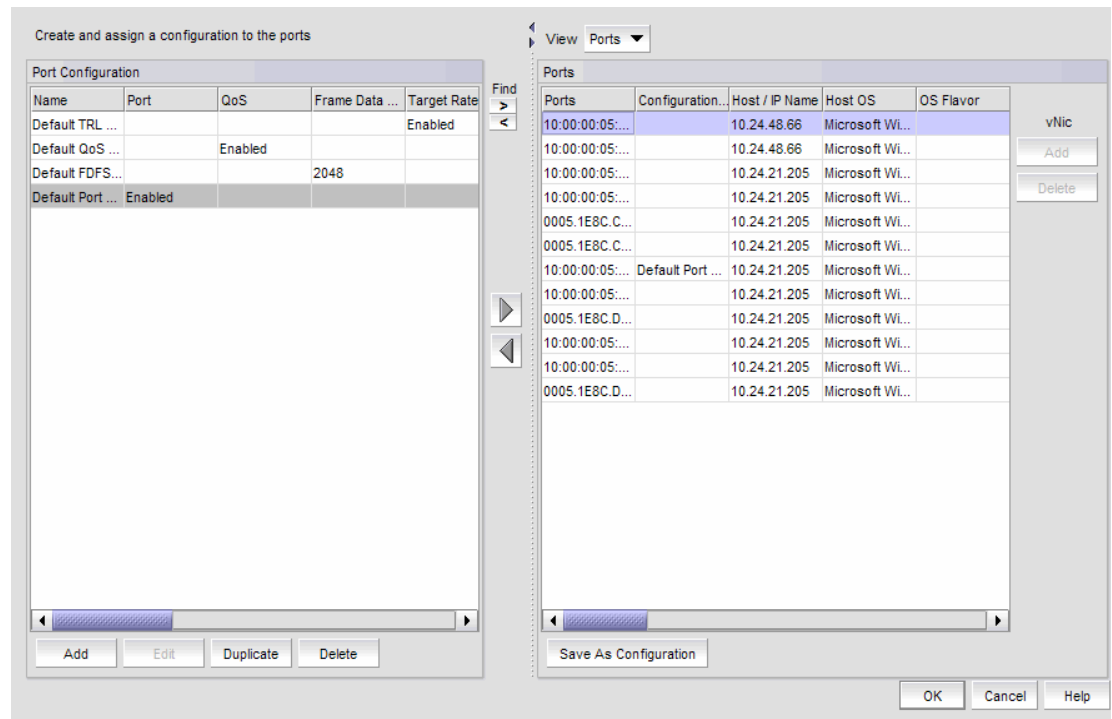 Create and assign a configuration to the ports
View Ports
Port Configuration
Name Port QoS Frame Data ... Target Rate
Default TRL ... Enabled
Default QoS ... Enabled
Default FDFS... 2048
Default Port ... Enabled
Find
>
<
Ports
Ports Configuration... Host / IP Name Host OS OS Flavor
10:00:00:05:... 10.24.48.66 Microsoft Wi...
10:00:00:05:... 10.24.48.66 Microsoft Wi...
10:00:00:05:... 10.24.21.205 Microsoft Wi...
10:00:00:05:... 10.24.21.205 Microsoft Wi...
0005.1E8C.C... 10.24.21.205 Microsoft Wi...
0005.1E8C.C... 10.24.21.205 Microsoft Wi...
10:00:00:05:... Default Port ... 10.24.21.205 Microsoft Wi...
10:00:00:05:... 10.24.21.205 Microsoft Wi...
0005.1E8C.D... 10.24.21.205 Microsoft Wi...
10:00:00:05:... 10.24.21.205 Microsoft Wi...
10:00:00:05:... 10.24.21.205 Microsoft Wi...
0005.1E8C.D... 10.24.21.205 Microsoft Wi...
vNic
Add
Delete
Add Edit Duplicate Delete
Save As Configuration
OK Cancel Help